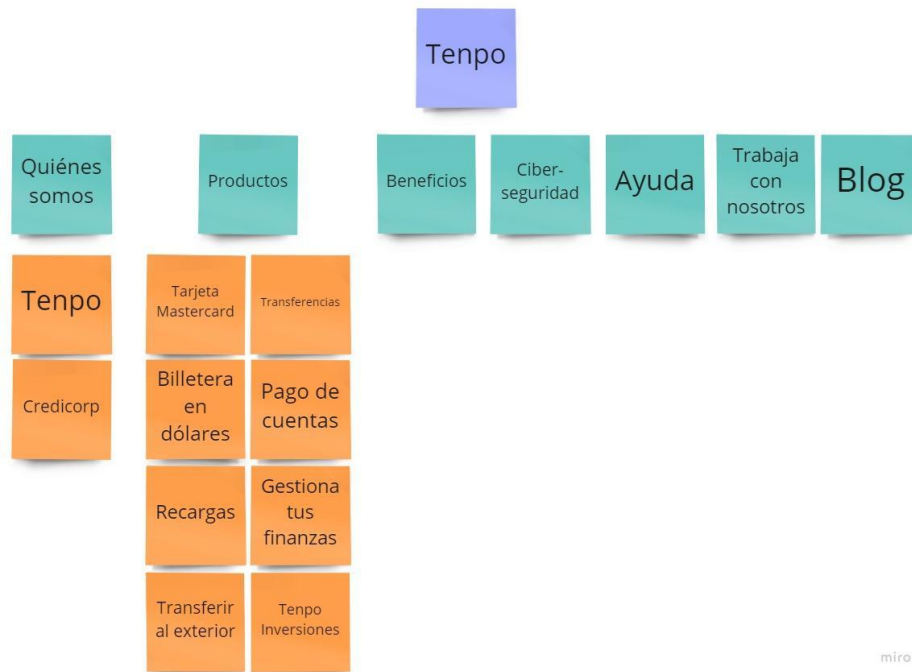 Tenpo
Quiénes
somos
Productos
Beneficios
Ciber-
seguridad
Ayuda
Trabaja
con
nosotros
Blog
Tenpo
Credicorp
Tarjeta
Mastercard
Transferencias
Billetera
en
dólares
Pago de
cuentas
Recargas
Gestiona
tus
finanzas
Transferir
al exterior
Tenpo
Inversiones
miro